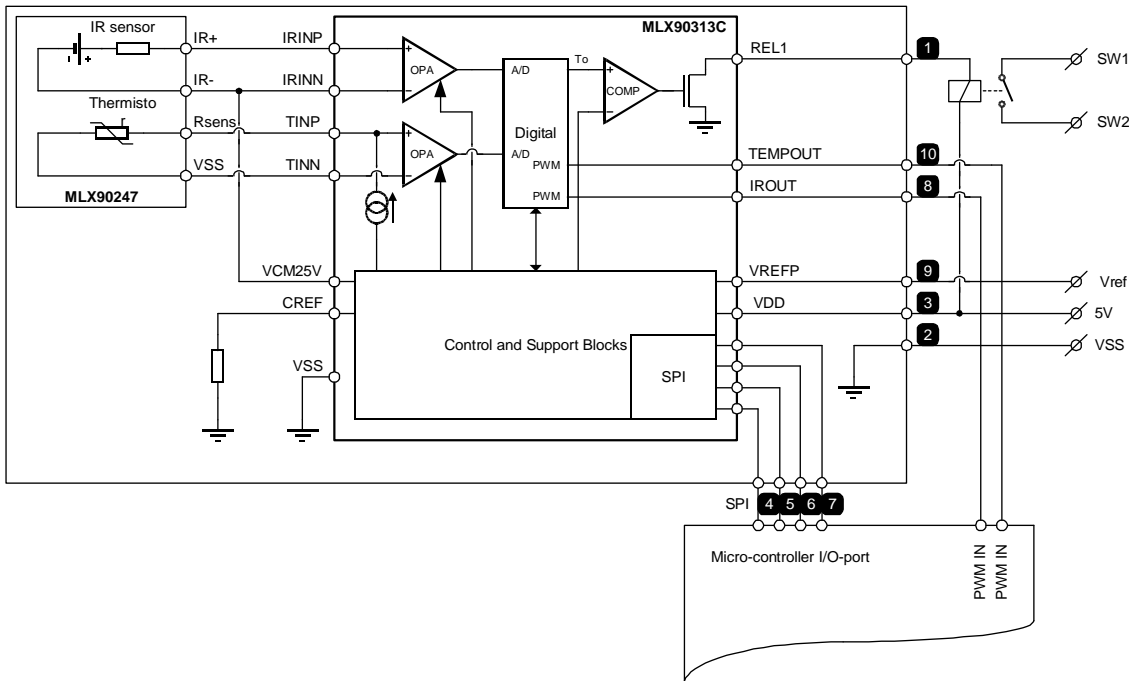 MLX90313C
IR sensor
IR+
IRINP
REL1
1
SW1
To
+
OPA
A/D
+
COMP
- +
IR-
IRINN
−
−
Thermisto
r
Digital
SW2
Rsens
TINP
+
OPA
A/D
TEMPOUT
10
PWM
VSS
TINN
−
IROUT
8
PWM
MLX90247
VCM25V
VREFP
9
Vref
CREF
VDD
3
5V
2
Control and Support Blocks
VSS
VSS
SPI
SPI
4
5
6
7
Micro-controller I/O-port
PWM IN
PWM IN